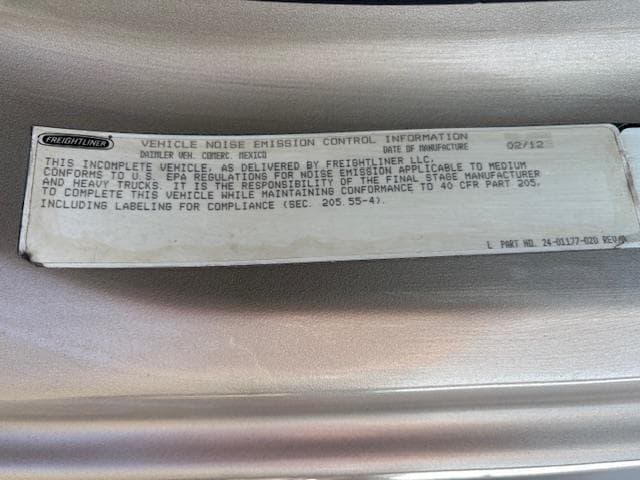 FREIGHTLINER VEHICLE NOISE EMISSION CONTROL INFORMATION
DAIMLER VEH. COMERC. MEXICO DATE OF MANUFACTURE 02/12
THIS INCOMPLETE VEHICLE, AS DELIVERED BY FREIGHTLINER LLC,
CONFORMS TO U.S. EPA REGULATIONS FOR NOISE EMISSION APPLICABLE TO MEDIUM
AND HEAVY TRUCKS. IT IS THE RESPONSIBILITY OF THE FINAL STAGE MANUFACTURER
TO COMPLETE THIS VEHICLE WHILE MAINTAINING CONFORMANCE TO 40 CFR PART 205,
INCLUDING LABELING FOR COMPLIANCE (SEC. 205.55-4).
L PART NO. 24-01177-020 REV